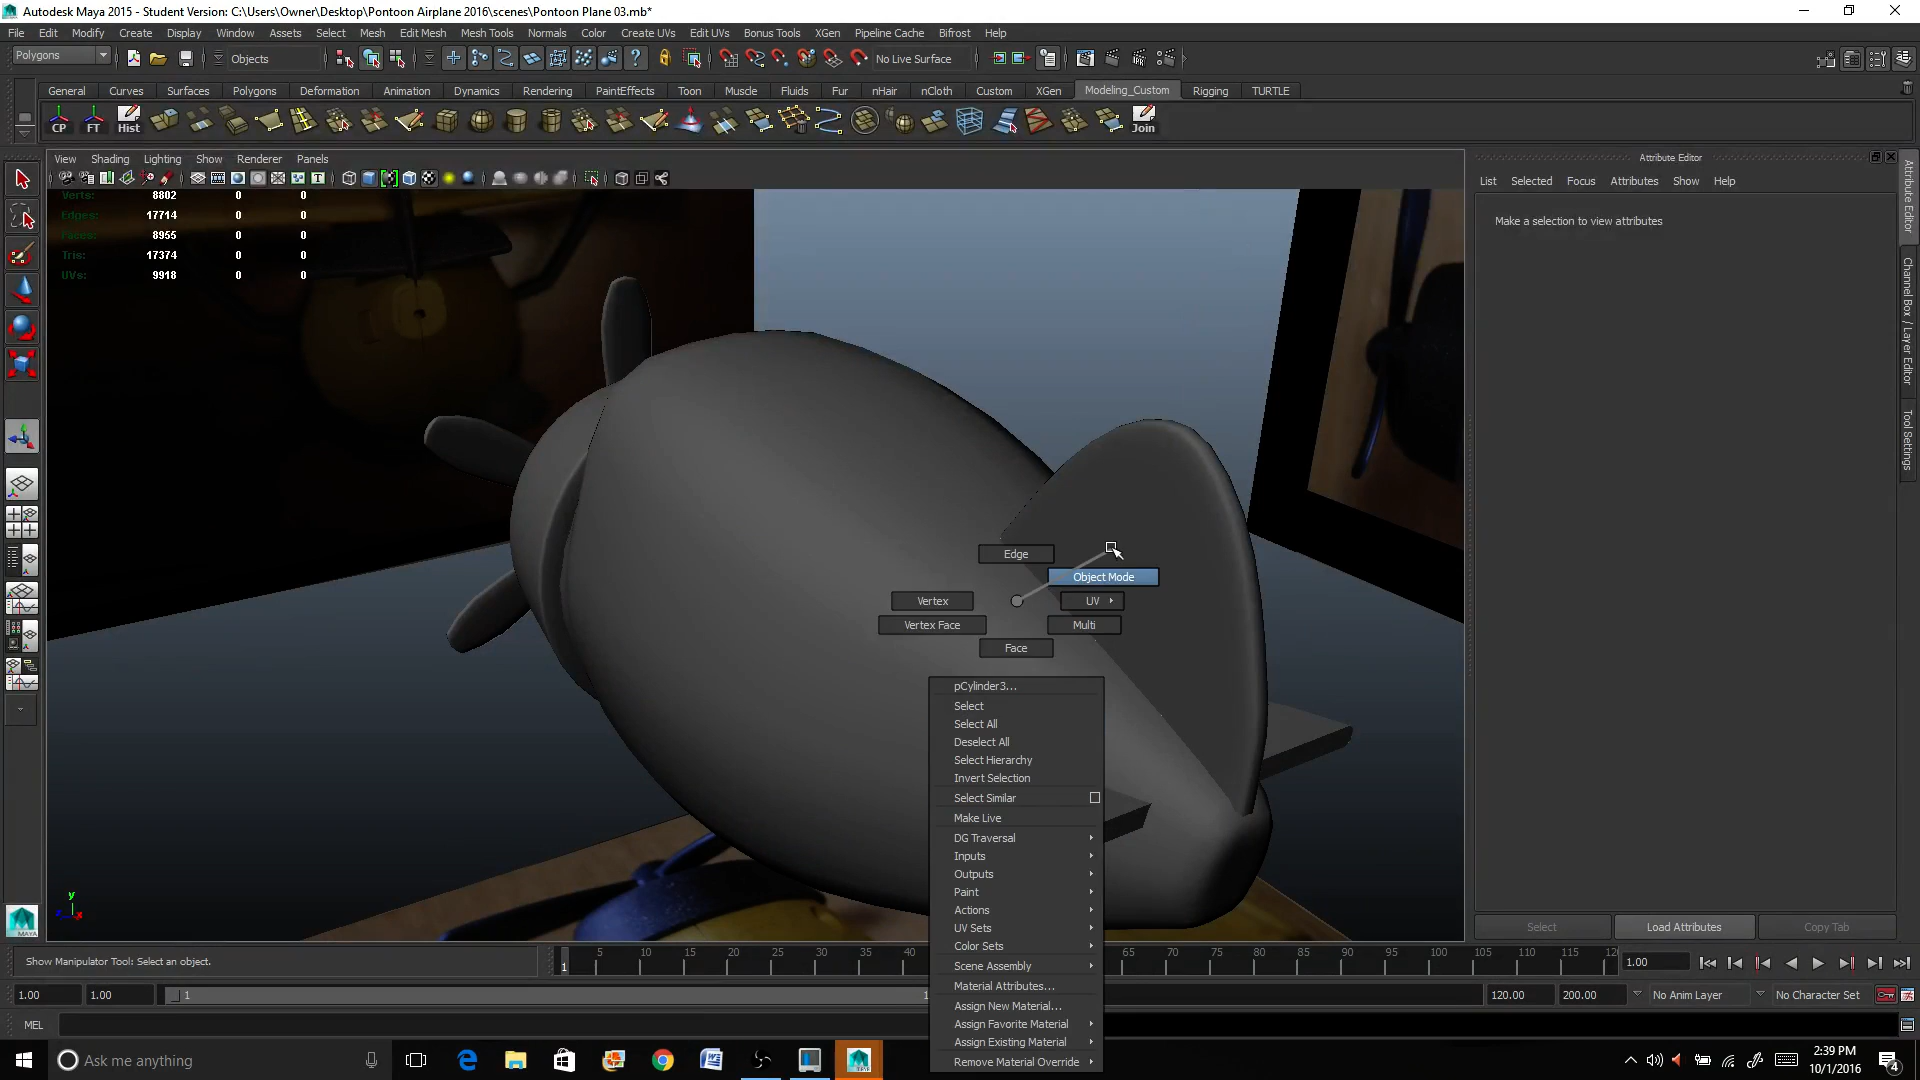 Autodesk Maya 2015 - Student Version: C:\Users\Owner\Desktop\Pontoon Airplane 2016\scenes\Pontoon Plane 03.mb*
File Edit Modify Create Display Window Assets Select Mesh Edit Mesh Mesh Tools Normals Color Create UVs Edit UVs Bonus Tools XGen Pipeline Cache Bifrost Help
Polygons Objects No Live Surface
General Curves Surfaces Polygons Deformation Animation Dynamics Rendering PaintEffects Toon Muscle Fluids Fur nHair nCloth Custom XGen Modeling_Custom Rigging TURTLE
CP FT Hist Join
View Shading Lighting Show Renderer Panels
Attribute Editor
List Selected Focus Attributes Show Help
Make a selection to view attributes
Verts: 8802 0 0
Edges: 17714 0 0
Faces: 8955 0 0
Tris: 17374 0 0
UVs: 9918 0 0
Attribute Editor
Channel Box / Layer Editor
Tool Settings
Edge
Object Mode
Vertex UV
Vertex Face Multi
Face
pCylinder3...
Select
Select All
Deselect All
Select Hierarchy
Invert Selection
Select Similar
Make Live
DG Traversal
Inputs
Outputs
Paint
Actions
UV Sets
Color Sets
Scene Assembly
Material Attributes...
Assign New Material...
Assign Favorite Material
Assign Existing Material
Remove Material Override
y
x
MAYA
Select Load Attributes Copy Tab
Show Manipulator Tool: Select an object.
1 5 10 15 20 25 30 35 40 65 70 75 80 85 90 95 100 105 110 115 1.00
1.00 1.00 1 120.00 200.00 No Anim Layer No Character Set
MEL
Ask me anything
2:39 PM
10/1/2016
4